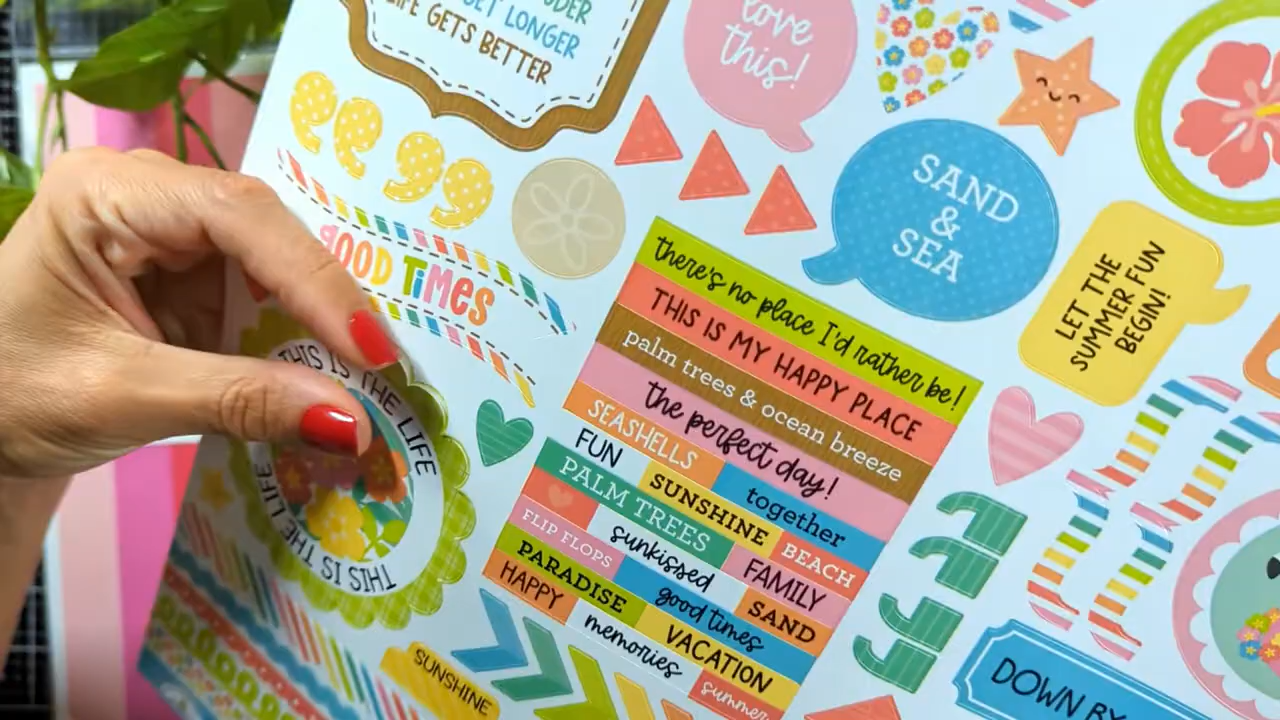 GET LONGER
LIFE GETS BETTER
love
this!
SAND
&
SEA
LET THE
SUMMER FUN
BEGIN!
GOOD TiMes
there's no place I'd rather be!
THIS IS MY HAPPY PLACE
palm trees & ocean breeze
the perfect day!
SEASHELLS
together
FUN
SUNSHINE
BEACH
PALM TREES
FAMILY
sunkissed
SAND
FLIP FLOPS
good times
PARADISE
VACATION
HAPPY
memories
summer
THIS IS THE LIFE
THIS IS THE LIFE
SUNSHINE
DOWN BY